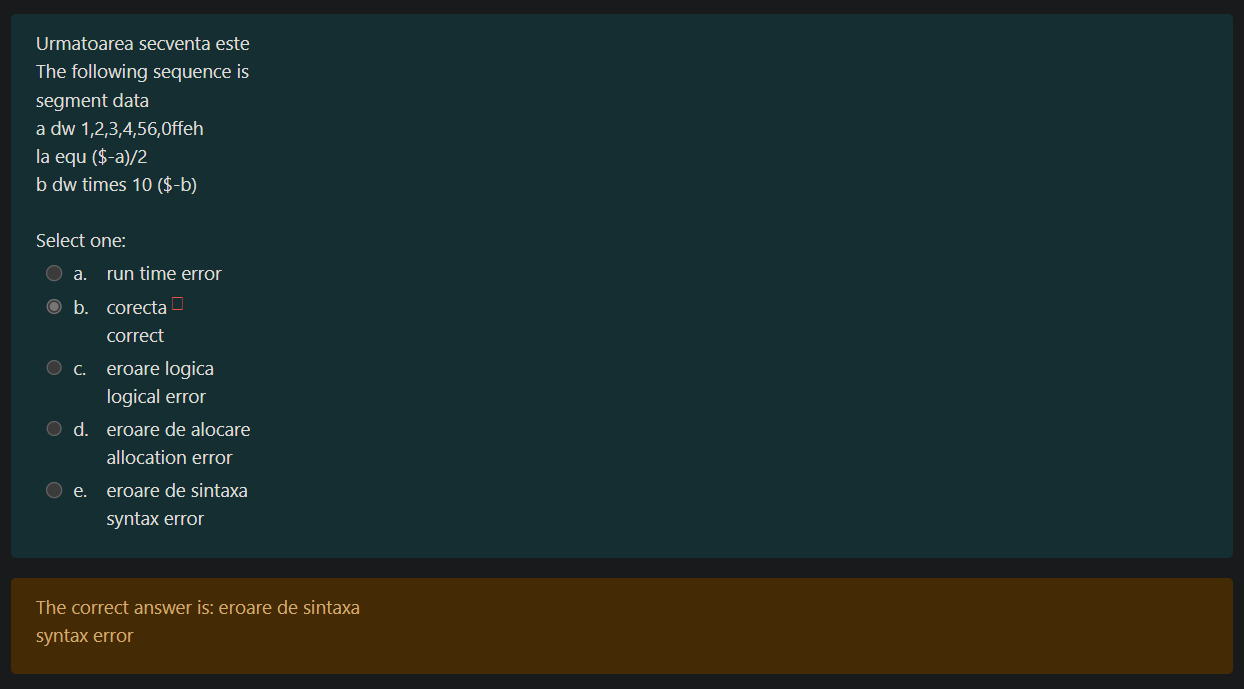 Urmatoarea secventa este
The following sequence is
segment data
a dw 1,2,3,4,56,0ffeh
la equ ($-a)/2
b dw times 10 ($-b)
Select one:
a. run time error
b. corecta
correct
c. eroare logica
logical error
d. eroare de alocare
allocation error
e. eroare de sintaxa
syntax error
The correct answer is: eroare de sintaxa
syntax error